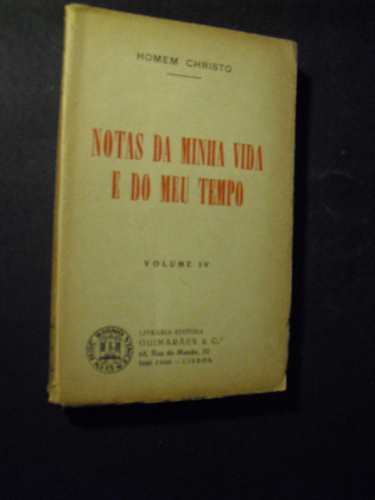 HOMEM CHRISTO
NOTAS DA MINHA VIDA
E DO MEU TEMPO
VOLUME IV
LIVRARIA EDITORA
GUIMARÃES & C.ª
68, Rua do Mundo, 70
LISBOA